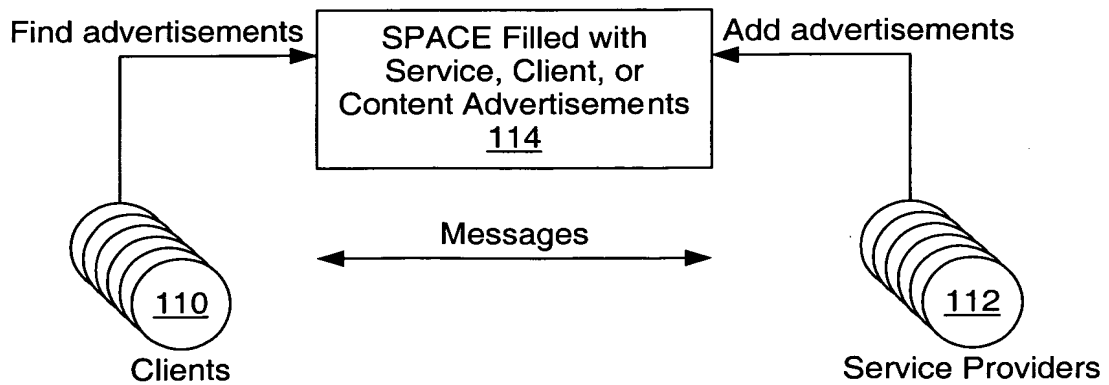 Find advertisements
SPACE Filled with
Service, Client, or
Content Advertisements
114
Add advertisements
Messages
110
Clients
112
Service Providers